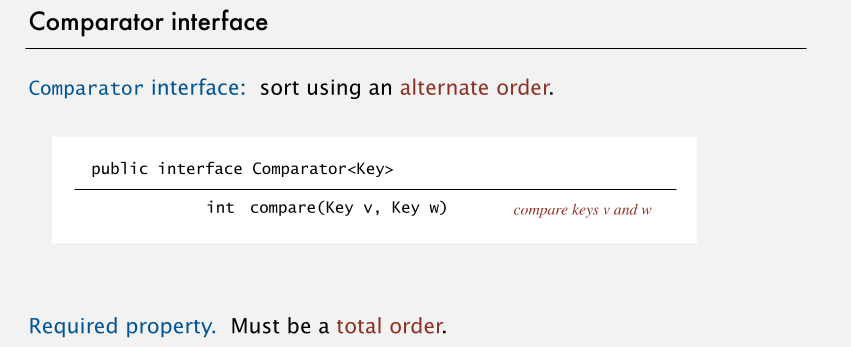 Comparator interface
Comparator interface: sort using an alternate order.
public interface Comparator<Key>
int compare(Key v, Key w) compare keys v and w
Required property. Must be a total order.